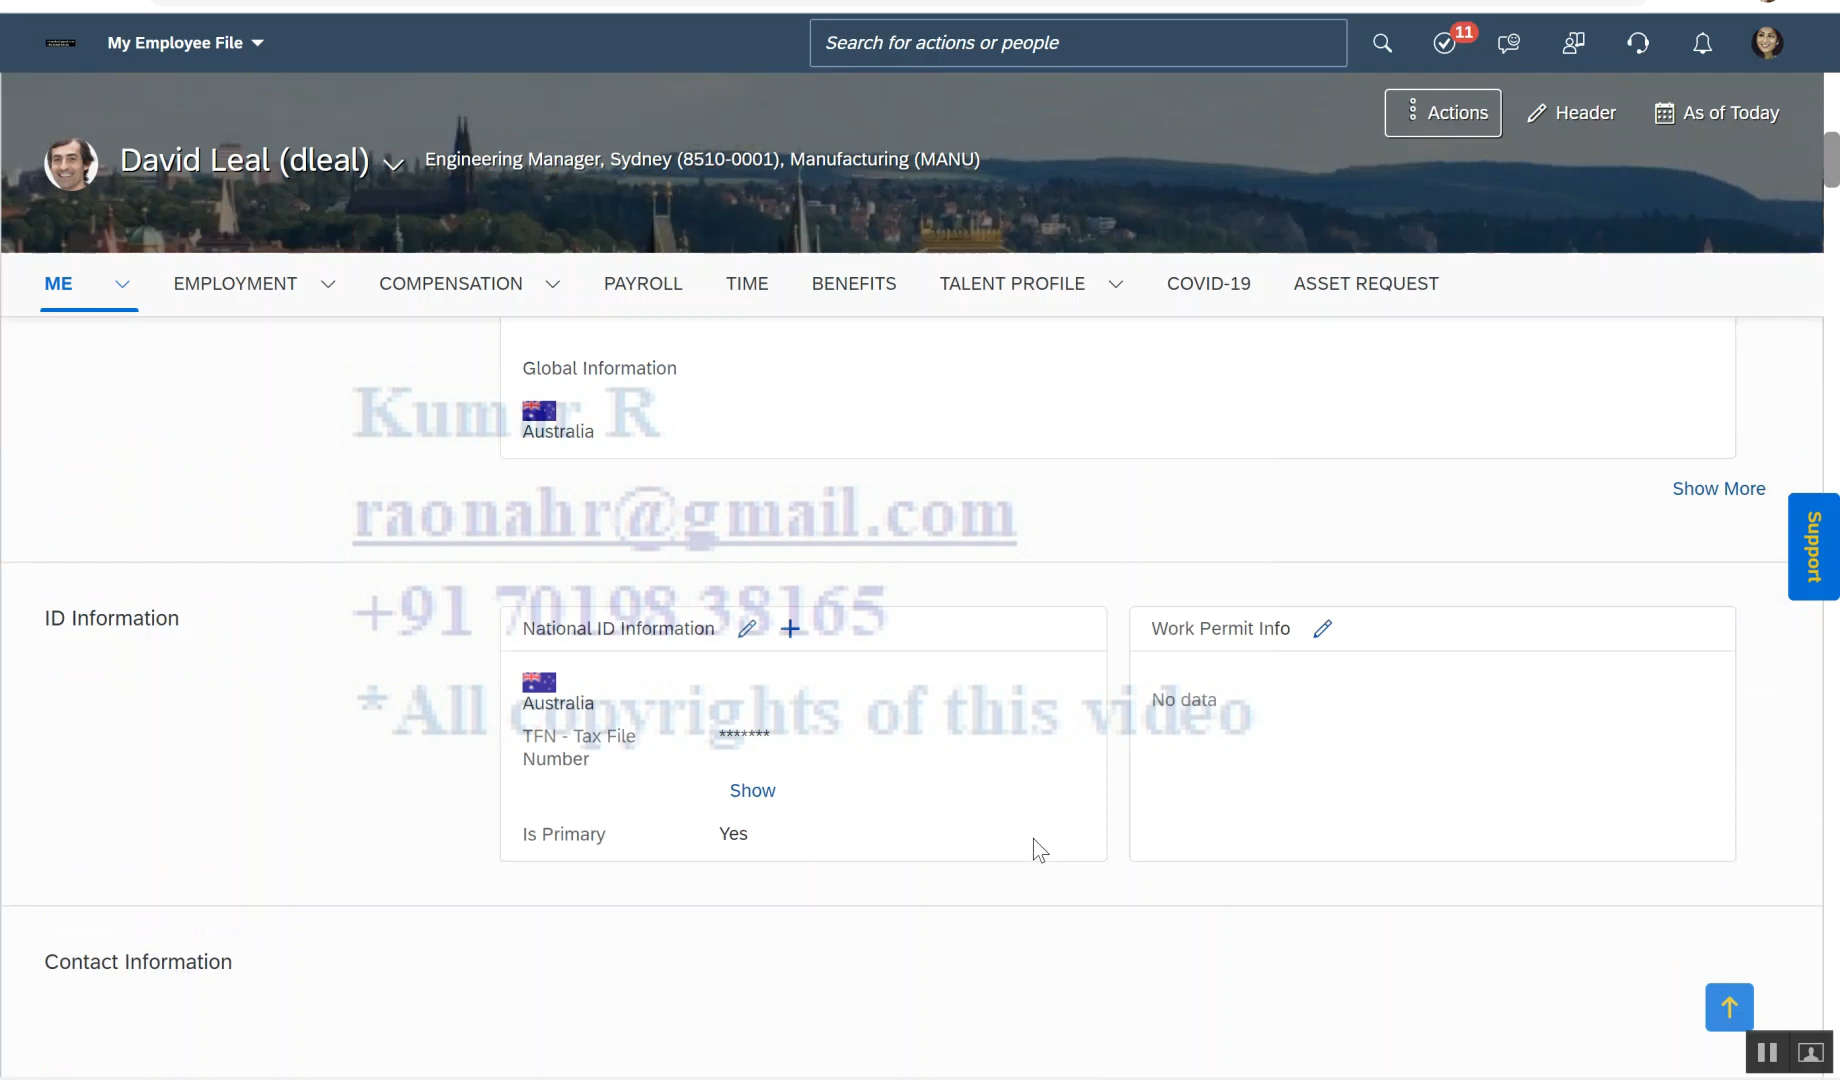 My Employee File
Search for actions or people
11
Actions
Header
As of Today
David Leal (dleal)
Engineering Manager, Sydney (8510-0001), Manufacturing (MANU)
ME
EMPLOYMENT
COMPENSATION
PAYROLL
TIME
BENEFITS
TALENT PROFILE
COVID-19
ASSET REQUEST
Global Information
Kumar R
Australia
Show More
raonahr@gmail.com
Support
+91 70198 38165
ID Information
National ID Information
Work Permit Info
Australia
No data
*All copyrights of this video
TFN - Tax File
Number
*******
Show
Is Primary
Yes
Contact Information